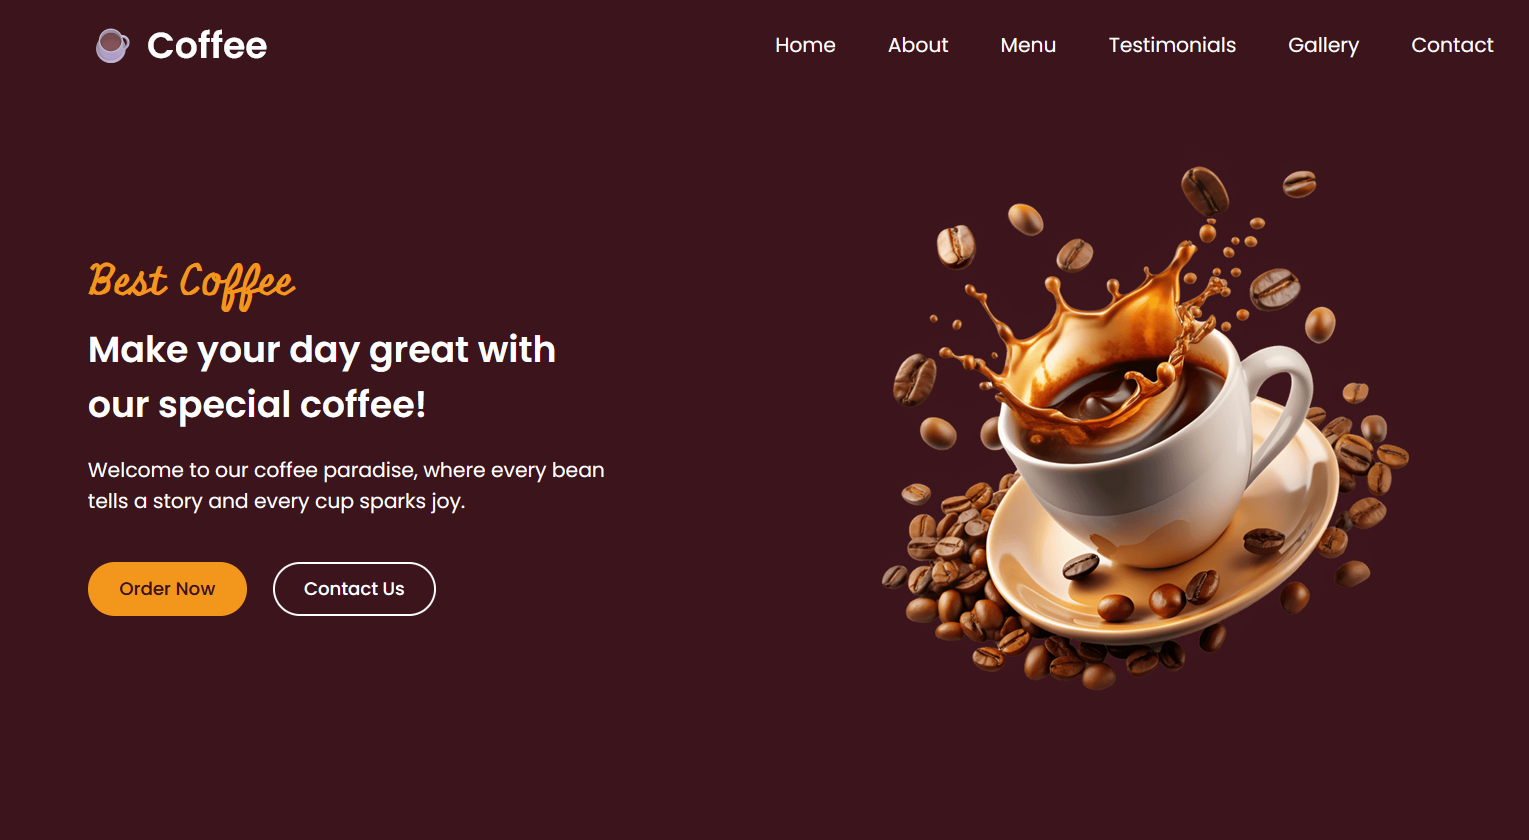 Coffee
Home About Menu Testimonials Gallery Contact
Best Coffee
Make your day great with
our special coffee!
Welcome to our coffee paradise, where every bean
tells a story and every cup sparks joy.
Order Now Contact Us